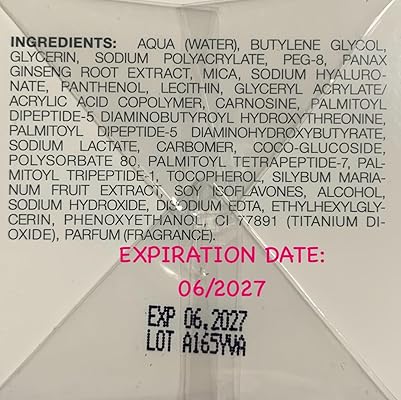 INGREDIENTS: AQUA (WATER), BUTYLENE GLYCOL,
GLYCERIN, SODIUM POLYACRYLATE, PEG-8, PANAX
GINSENG ROOT EXTRACT, MICA, SODIUM HYALURO-
NATE, PANTHENOL, LECITHIN, GLYCERYL ACRYLATE/
ACRYLIC ACID COPOLYMER, CARNOSINE, PALMITOYL
DIPEPTIDE-5 DIAMINOBUTYROYL HYDROXYTHREONINE,
PALMITOYL DIPEPTIDE-5 DIAMINOHYDROXYBUTYRATE,
SODIUM LACTATE, CARBOMER, COCO-GLUCOSIDE,
POLYSORBATE 80, PALMITOYL TETRAPEPTIDE-7, PAL-
MITOYL TRIPEPTIDE-1, TOCOPHEROL, SILYBUM MARIA-
NUM FRUIT EXTRACT, SOY ISOFLAVONES, ALCOHOL,
SODIUM HYDROXIDE, DISODIUM EDTA, ETHYLHEXYLGLY-
CERIN, PHENOXYETHANOL, CI 77891 (TITANIUM DI-
OXIDE), PARFUM (FRAGRANCE).
EXPIRATION DATE:
06/2027
EXP 06.2027
LOT A165YVA